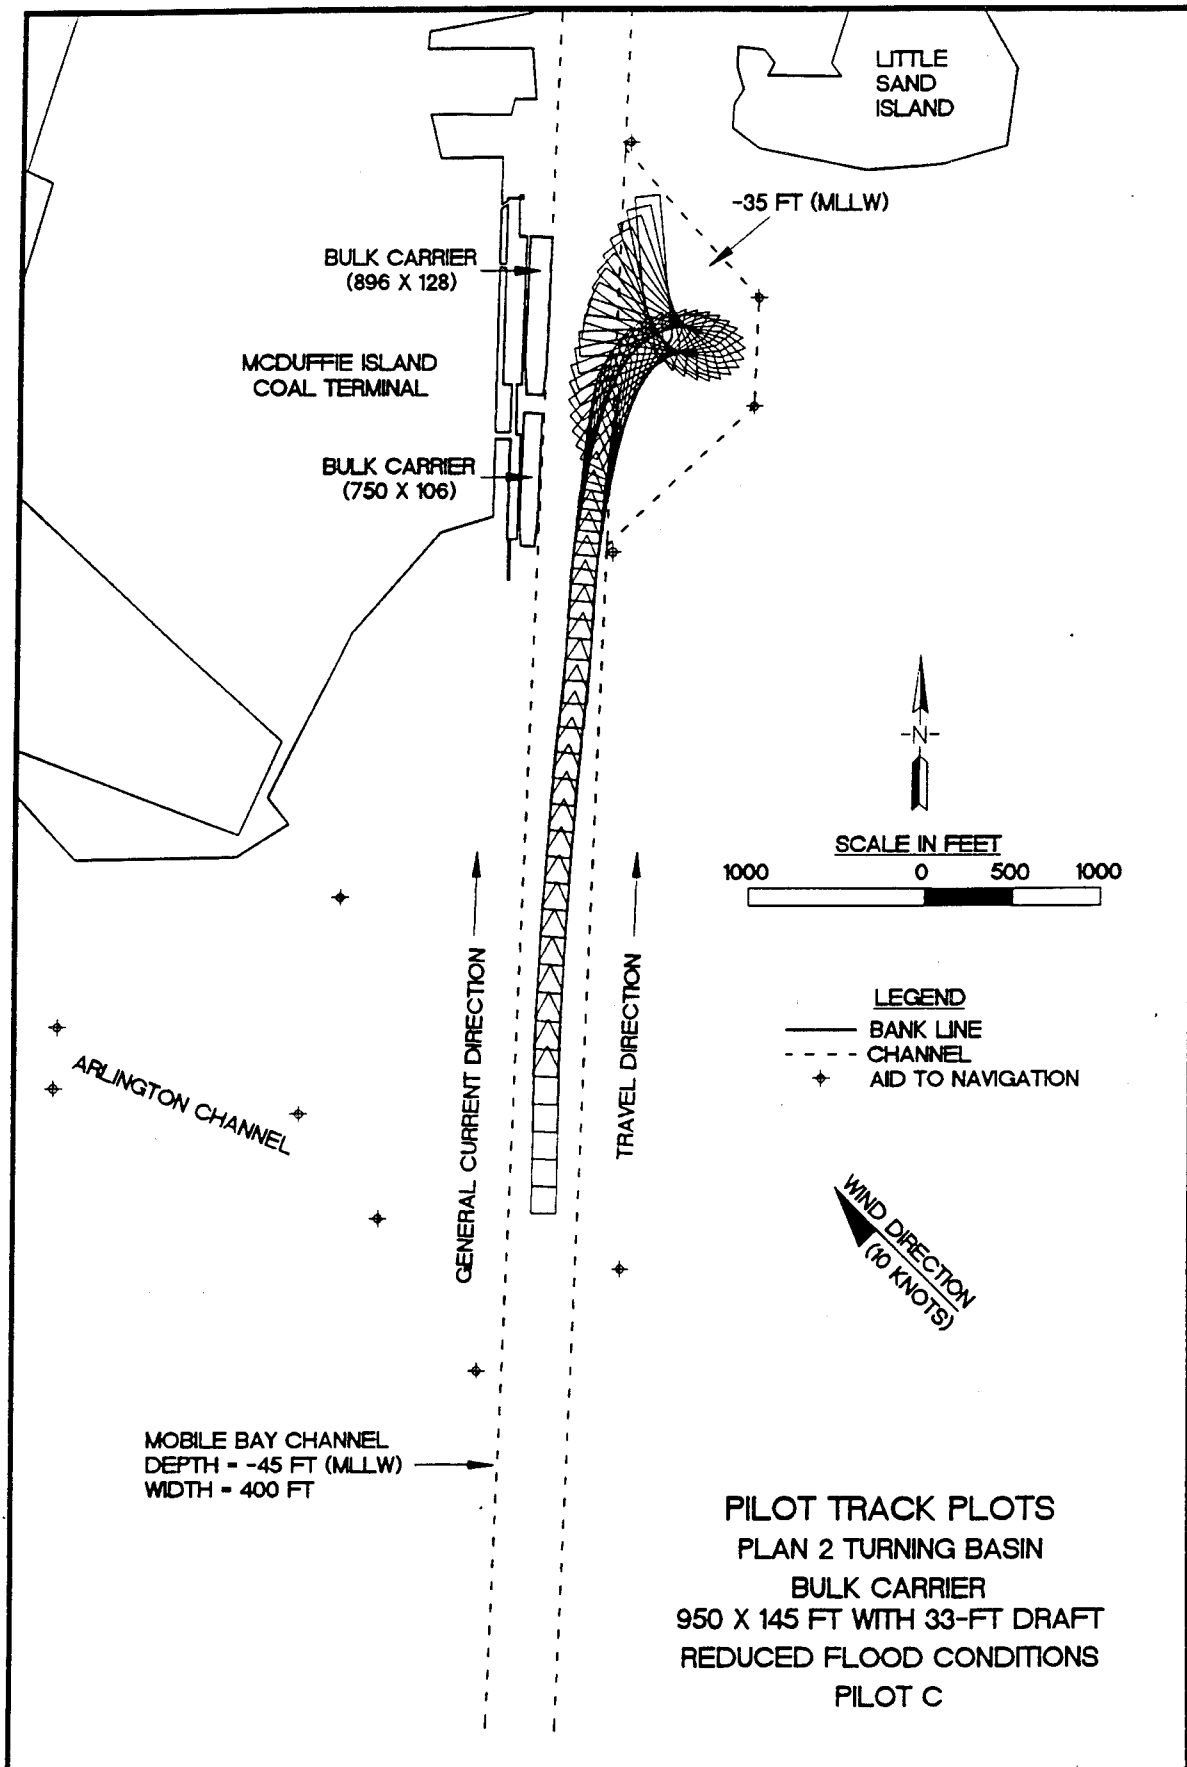 LITTLE
SAND
ISLAND
-35 FT (MLLW)
BULK CARRIER
(896 X 128)
MCDUFFIE ISLAND
COAL TERMINAL
BULK CARRIER
(750 X 106)
-N-
SCALE IN FEET
1000 0 500 1000
GENERAL CURRENT DIRECTION
TRAVEL DIRECTION
LEGEND
BANK LINE
CHANNEL
AID TO NAVIGATION
ARLINGTON CHANNEL
WIND DIRECTION
(10 KNOTS)
MOBILE BAY CHANNEL
DEPTH = -45 FT (MLLW)
WIDTH = 400 FT
PILOT TRACK PLOTS
PLAN 2 TURNING BASIN
BULK CARRIER
950 X 145 FT WITH 33-FT DRAFT
REDUCED FLOOD CONDITIONS
PILOT C